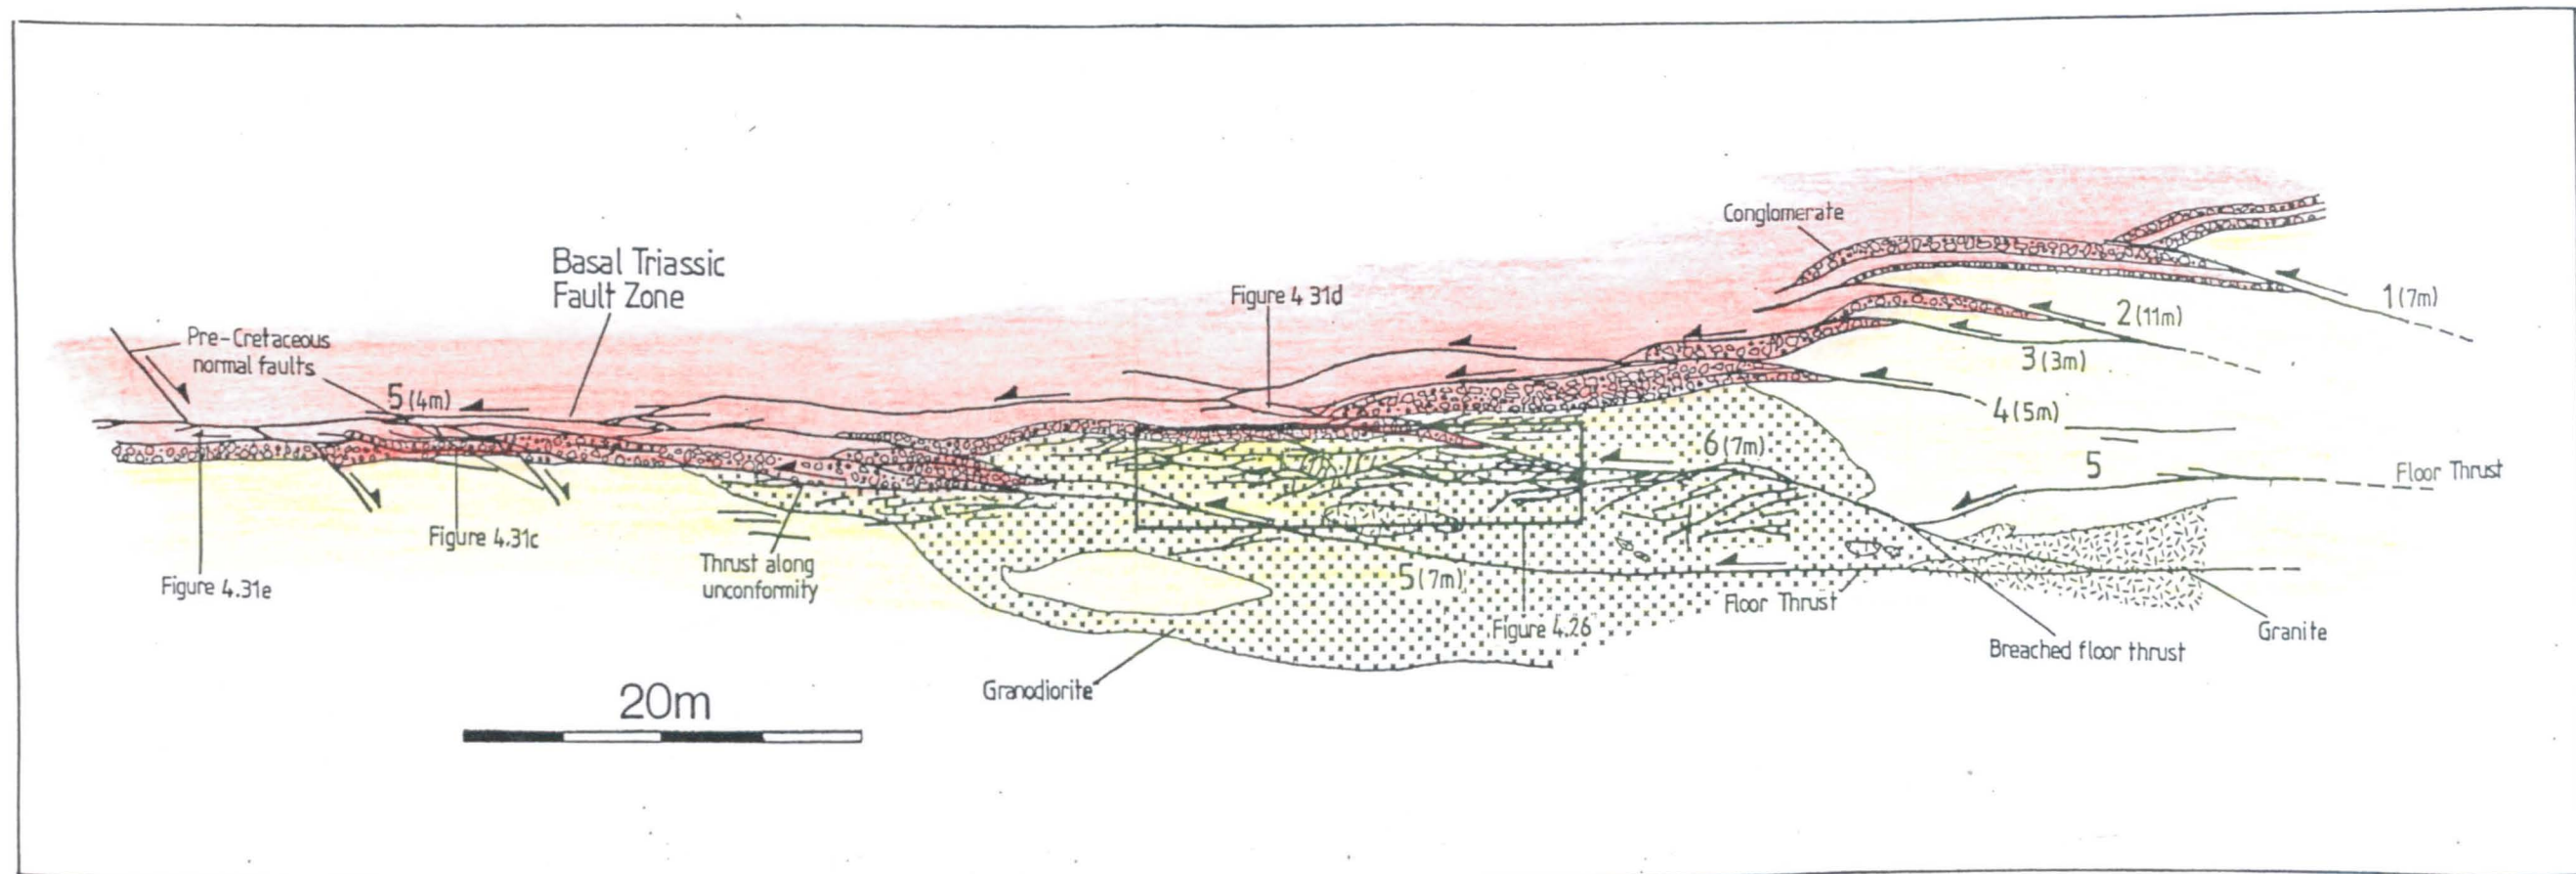 Conglomerate
Basal Triassic
Fault Zone
Figure 4 31d
1 (7m)
2 (11m)
Pre-Cretaceous
normal faults
3 (3m)
5 (4m)
4 (5m)
6 (7m)
5
Floor Thrust
Figure 4.31c
Thrust along
unconformity
Figure 4.31e
5 (7m)
Floor Thrust
Figure 4.26
Granite
Breached floor thrust
Granodiorite
20m